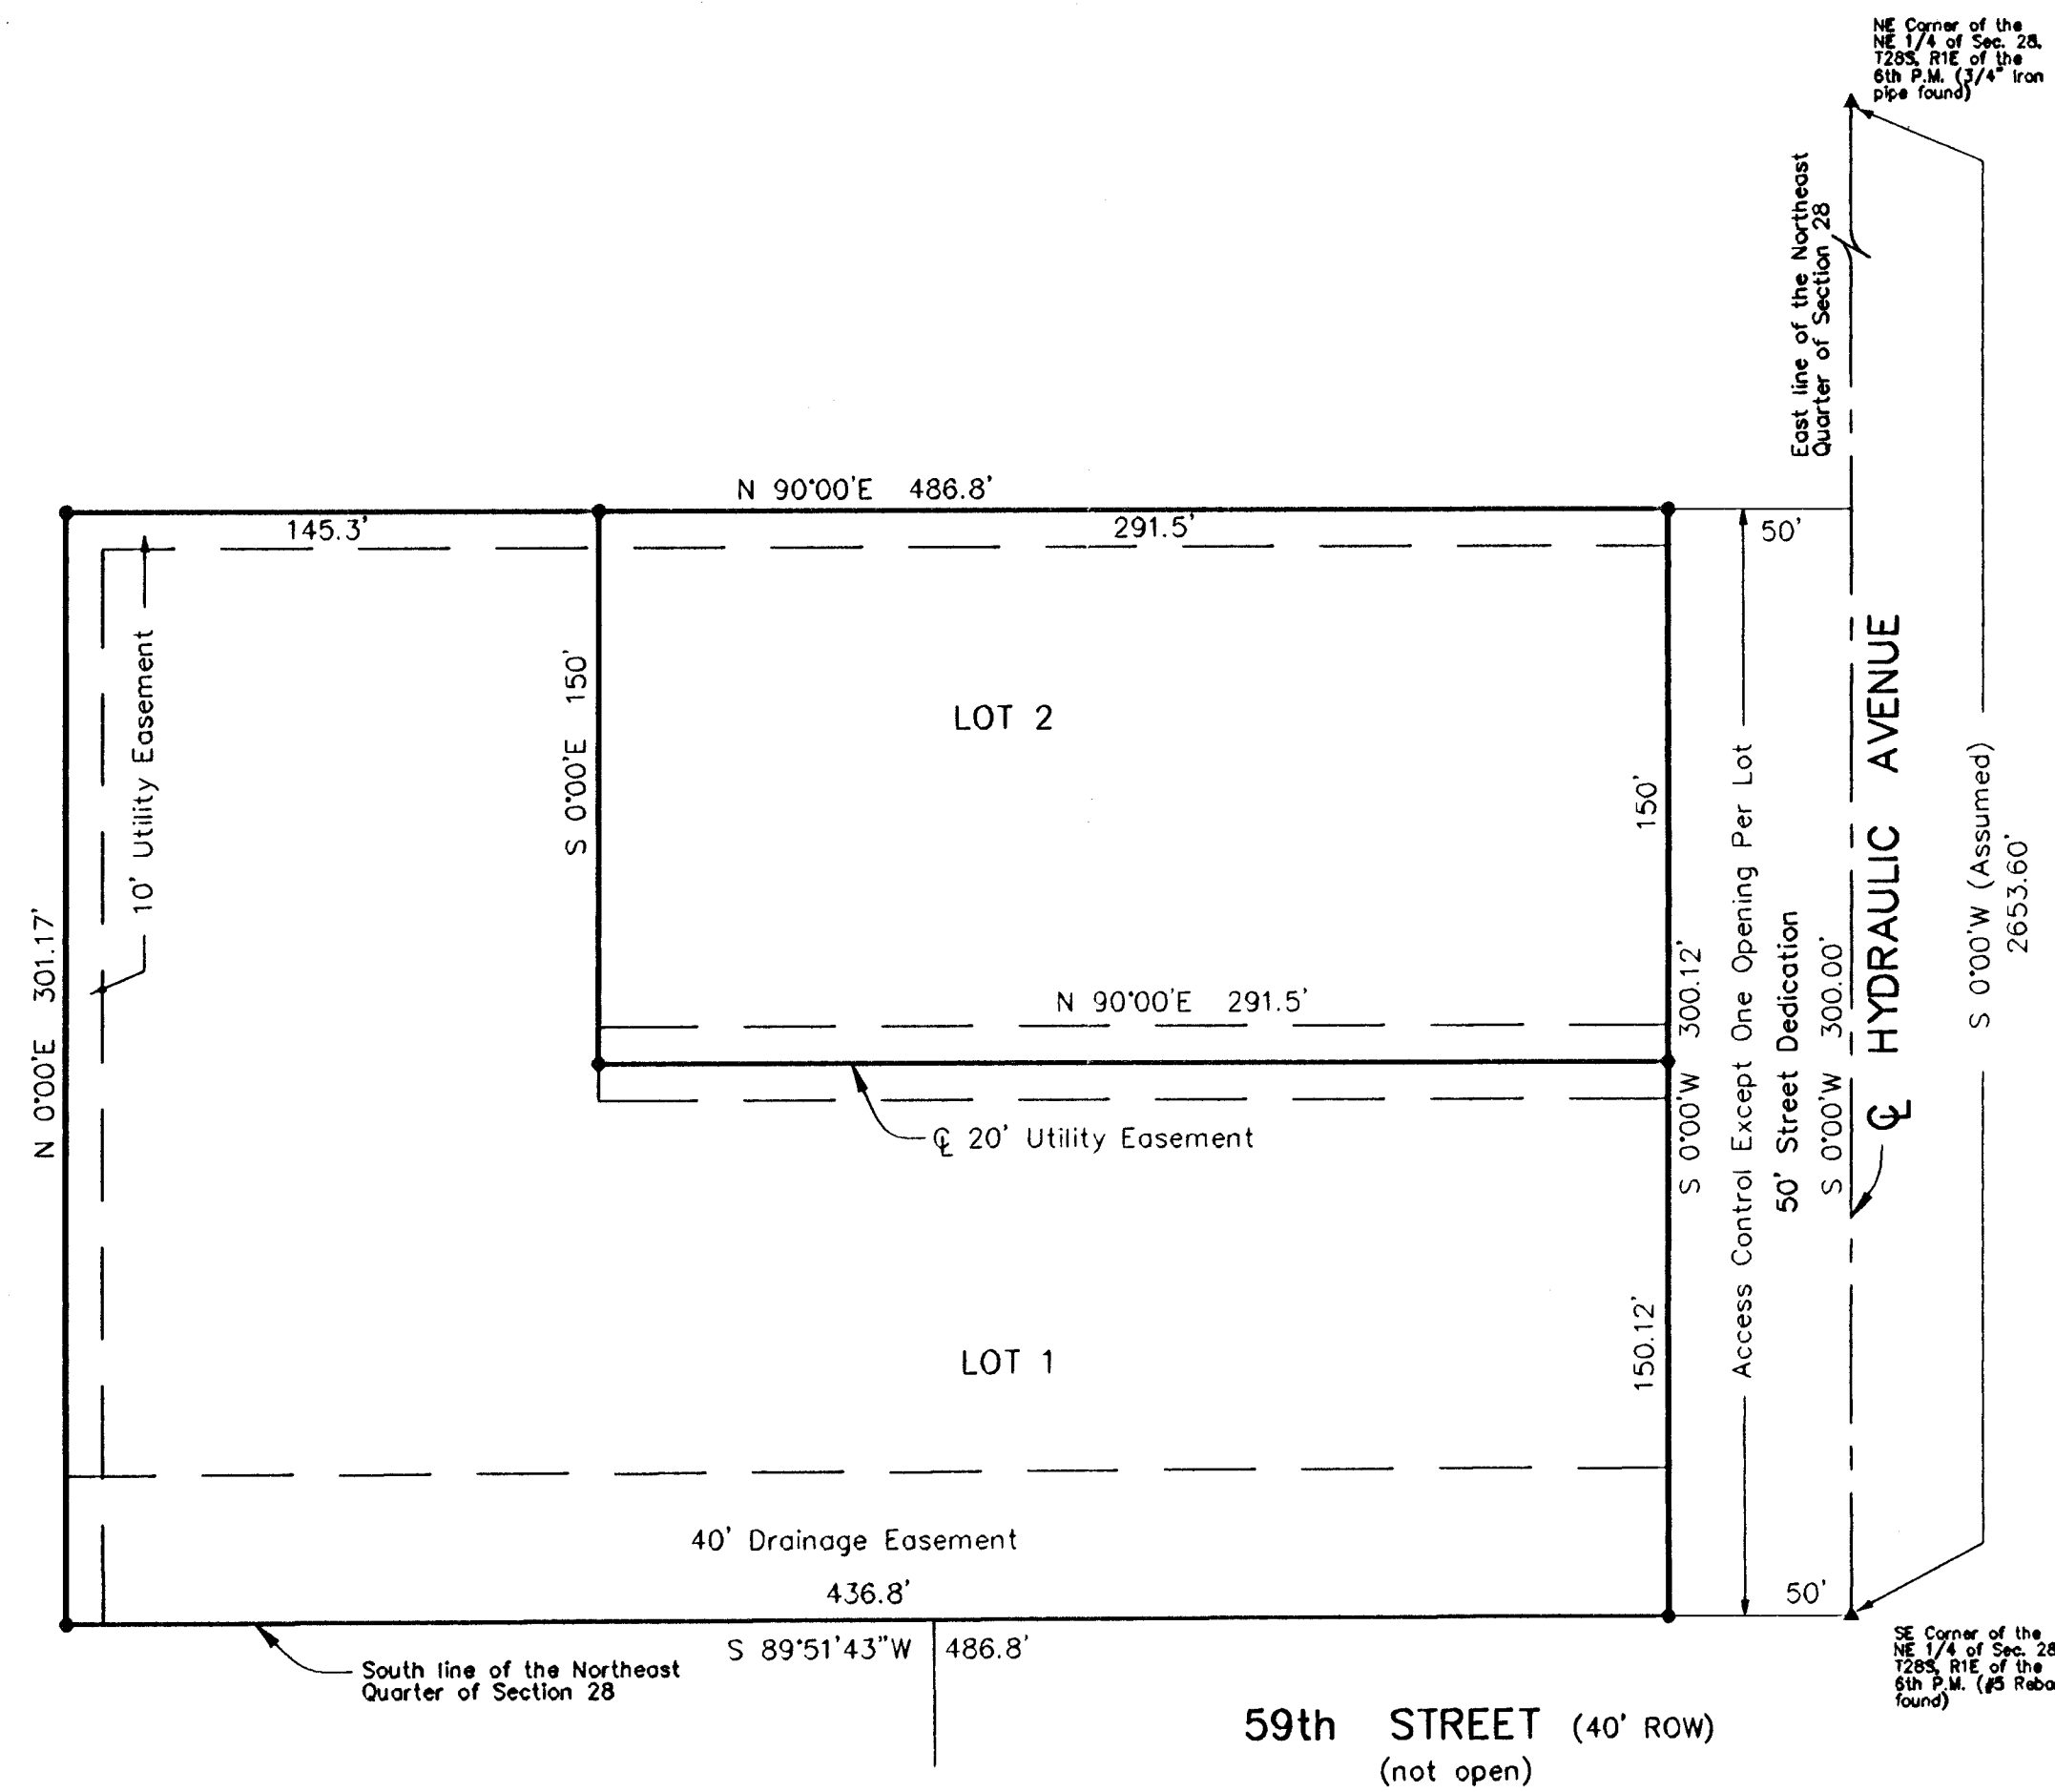 NE Corner of the
NE 1/4 of Sec. 28,
T28S, R1E of the
6th P.M. (3/4" Iron
pipe found)
East line of the Northeast
Quarter of Section 28
N 90°00'E 486.8'
145.3'
291.5'
50'
10' Utility Easement
S 0°00'E 150'
LOT 2
150'
N 0°00'E 301.17'
N 90°00'E 291.5'
℄ 20' Utility Easement
S 0°00'W 300.12'
Access Control Except One Opening Per Lot
50' Street Dedication
S 0°00'W 300.00'
℄ HYDRAULIC AVENUE
S 0°00'W (Assumed)
2653.60'
LOT 1
150.12'
40' Drainage Easement
436.8'
50'
S 89°51'43"W 486.8'
South line of the Northeast
Quarter of Section 28
SE Corner of the
NE 1/4 of Sec. 28
T28S, R1E of the
6th P.M. (#5 Reba
found)
59th STREET (40' ROW)
(not open)